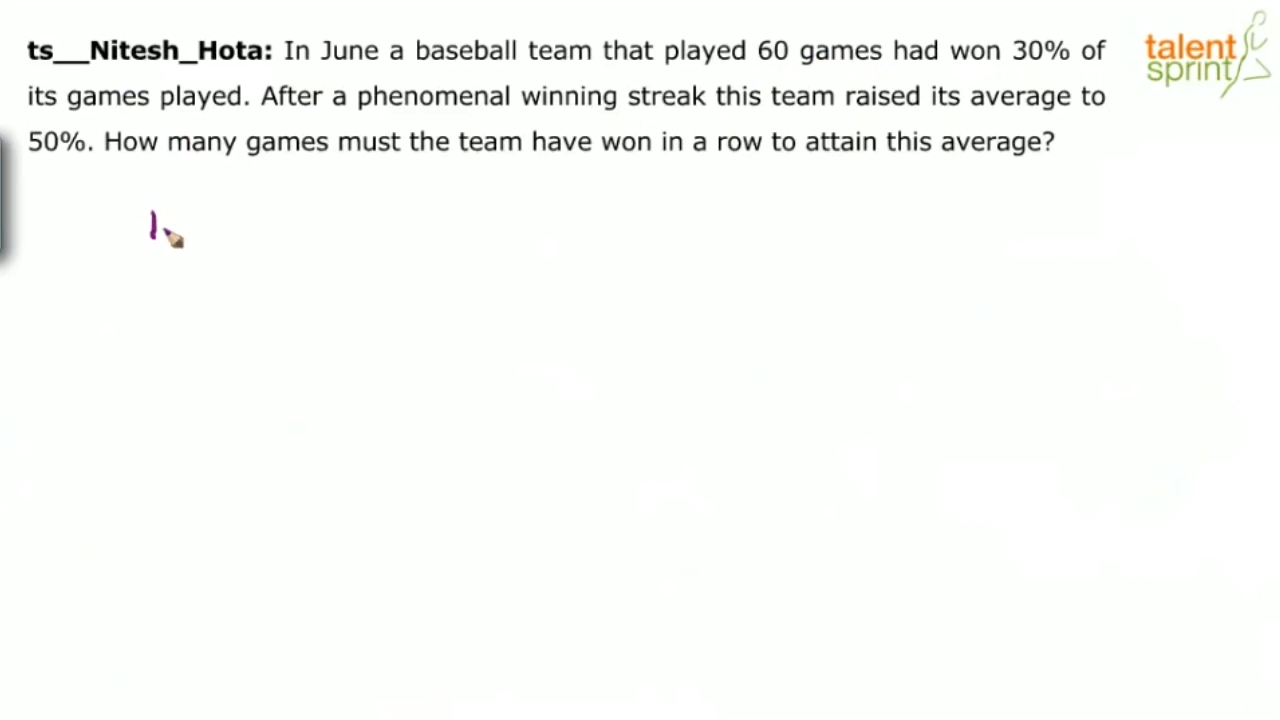 ts__Nitesh_Hota: In June a baseball team that played 60 games had won 30% of
its games played. After a phenomenal winning streak this team raised its average to
50%. How many games must the team have won in a row to attain this average?
talent
sprint